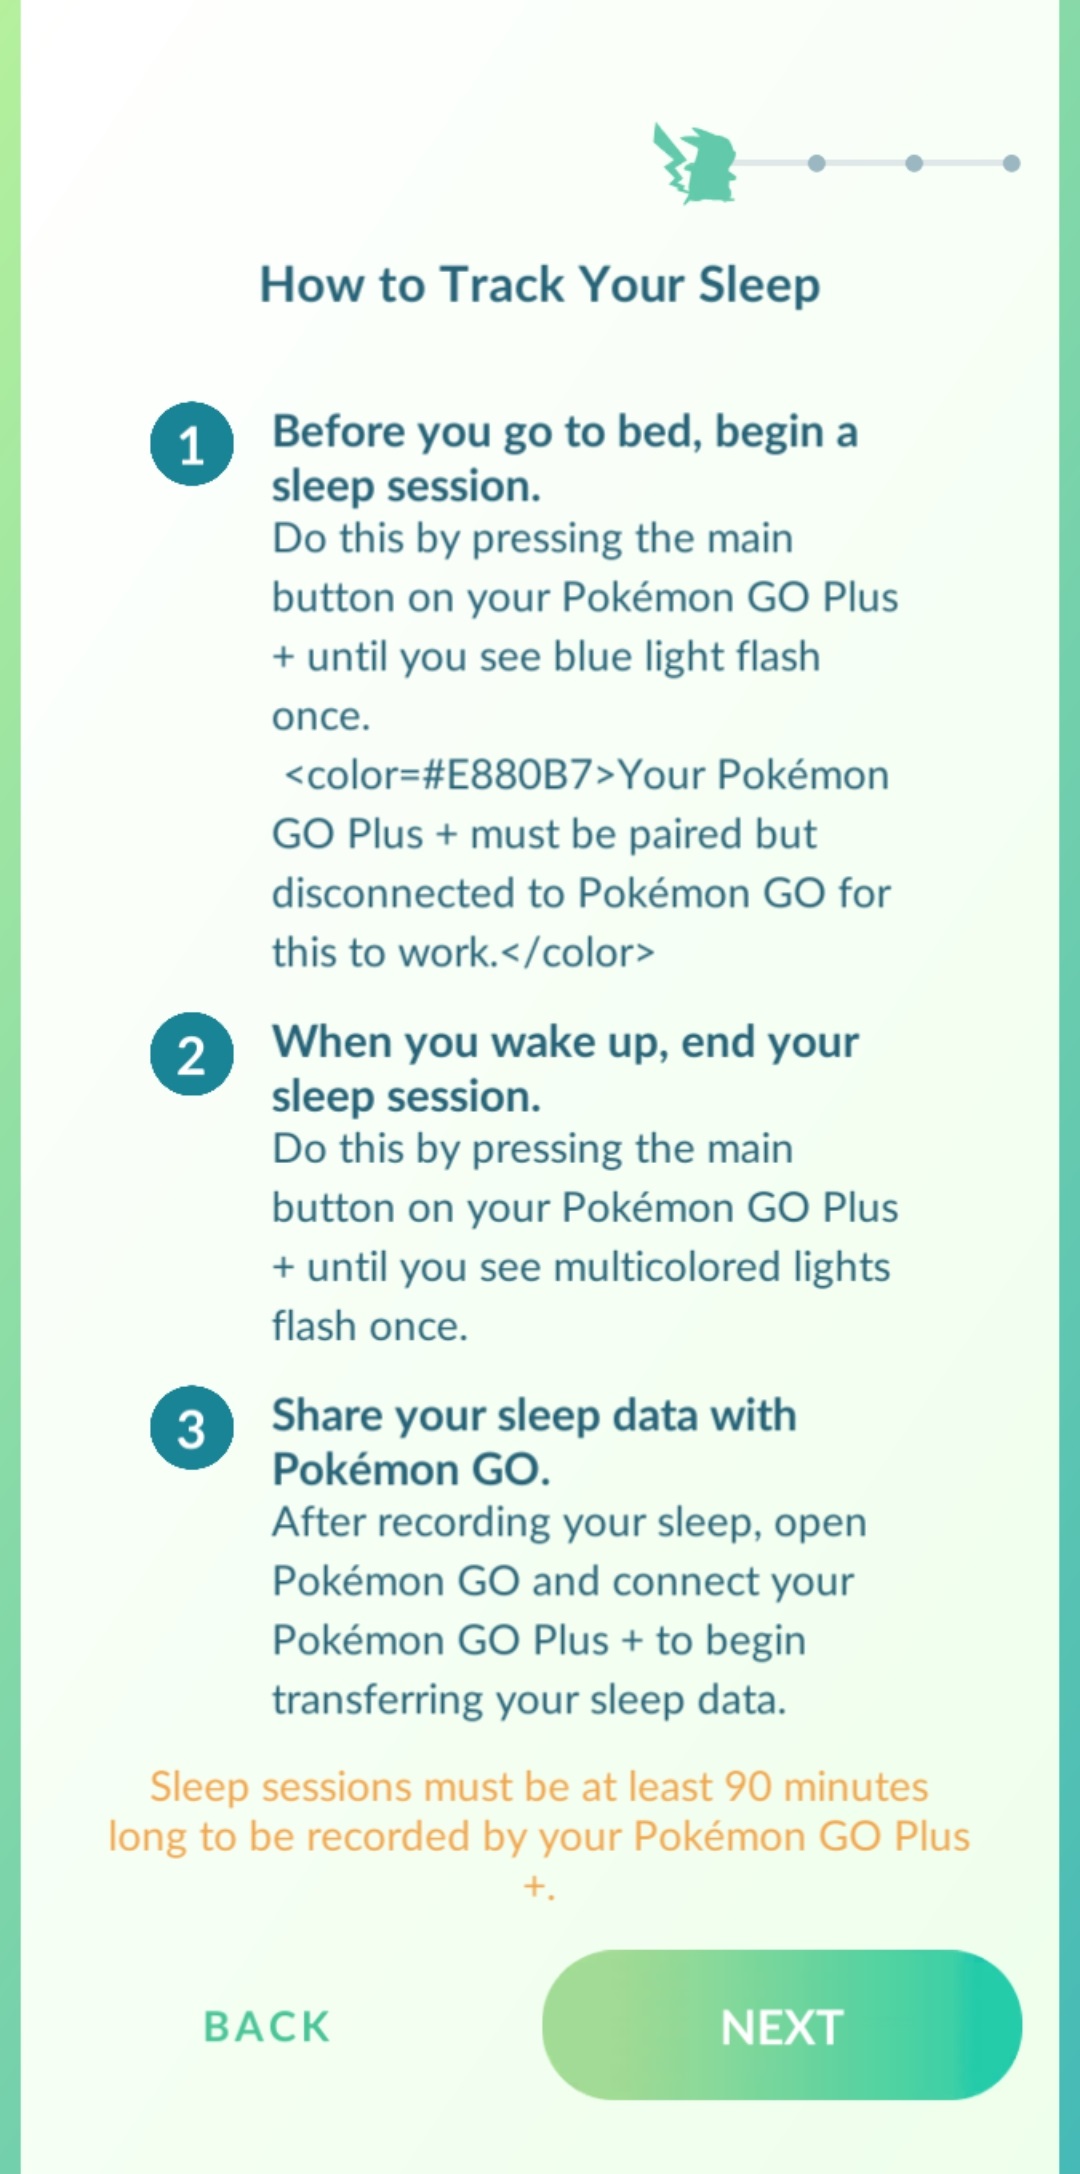 How to Track Your Sleep
1
Before you go to bed, begin a
sleep session.
Do this by pressing the main
button on your Pokémon GO Plus
+ until you see blue light flash
once.
<color=#E880B7>Your Pokémon
GO Plus + must be paired but
disconnected to Pokémon GO for
this to work.</color>
2
When you wake up, end your
sleep session.
Do this by pressing the main
button on your Pokémon GO Plus
+ until you see multicolored lights
flash once.
3
Share your sleep data with
Pokémon GO.
After recording your sleep, open
Pokémon GO and connect your
Pokémon GO Plus + to begin
transferring your sleep data.
Sleep sessions must be at least 90 minutes
long to be recorded by your Pokémon GO Plus
+.
BACK
NEXT